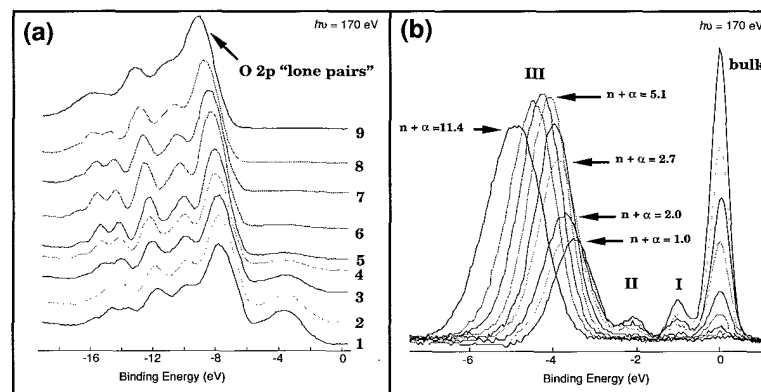 (a)
hυ = 170 eV
O 2p "lone pairs"
9
8
7
6
5
4
3
2
1
-16
-12
-8
-4
0
Binding Energy (eV)
(b)
hυ = 170 eV
III
bulk
n + α = 5.1
n + α = 11.4
n + α = 2.7
n + α = 2.0
n + α = 1.0
II
I
-6
-4
-2
0
Binding Energy (eV)